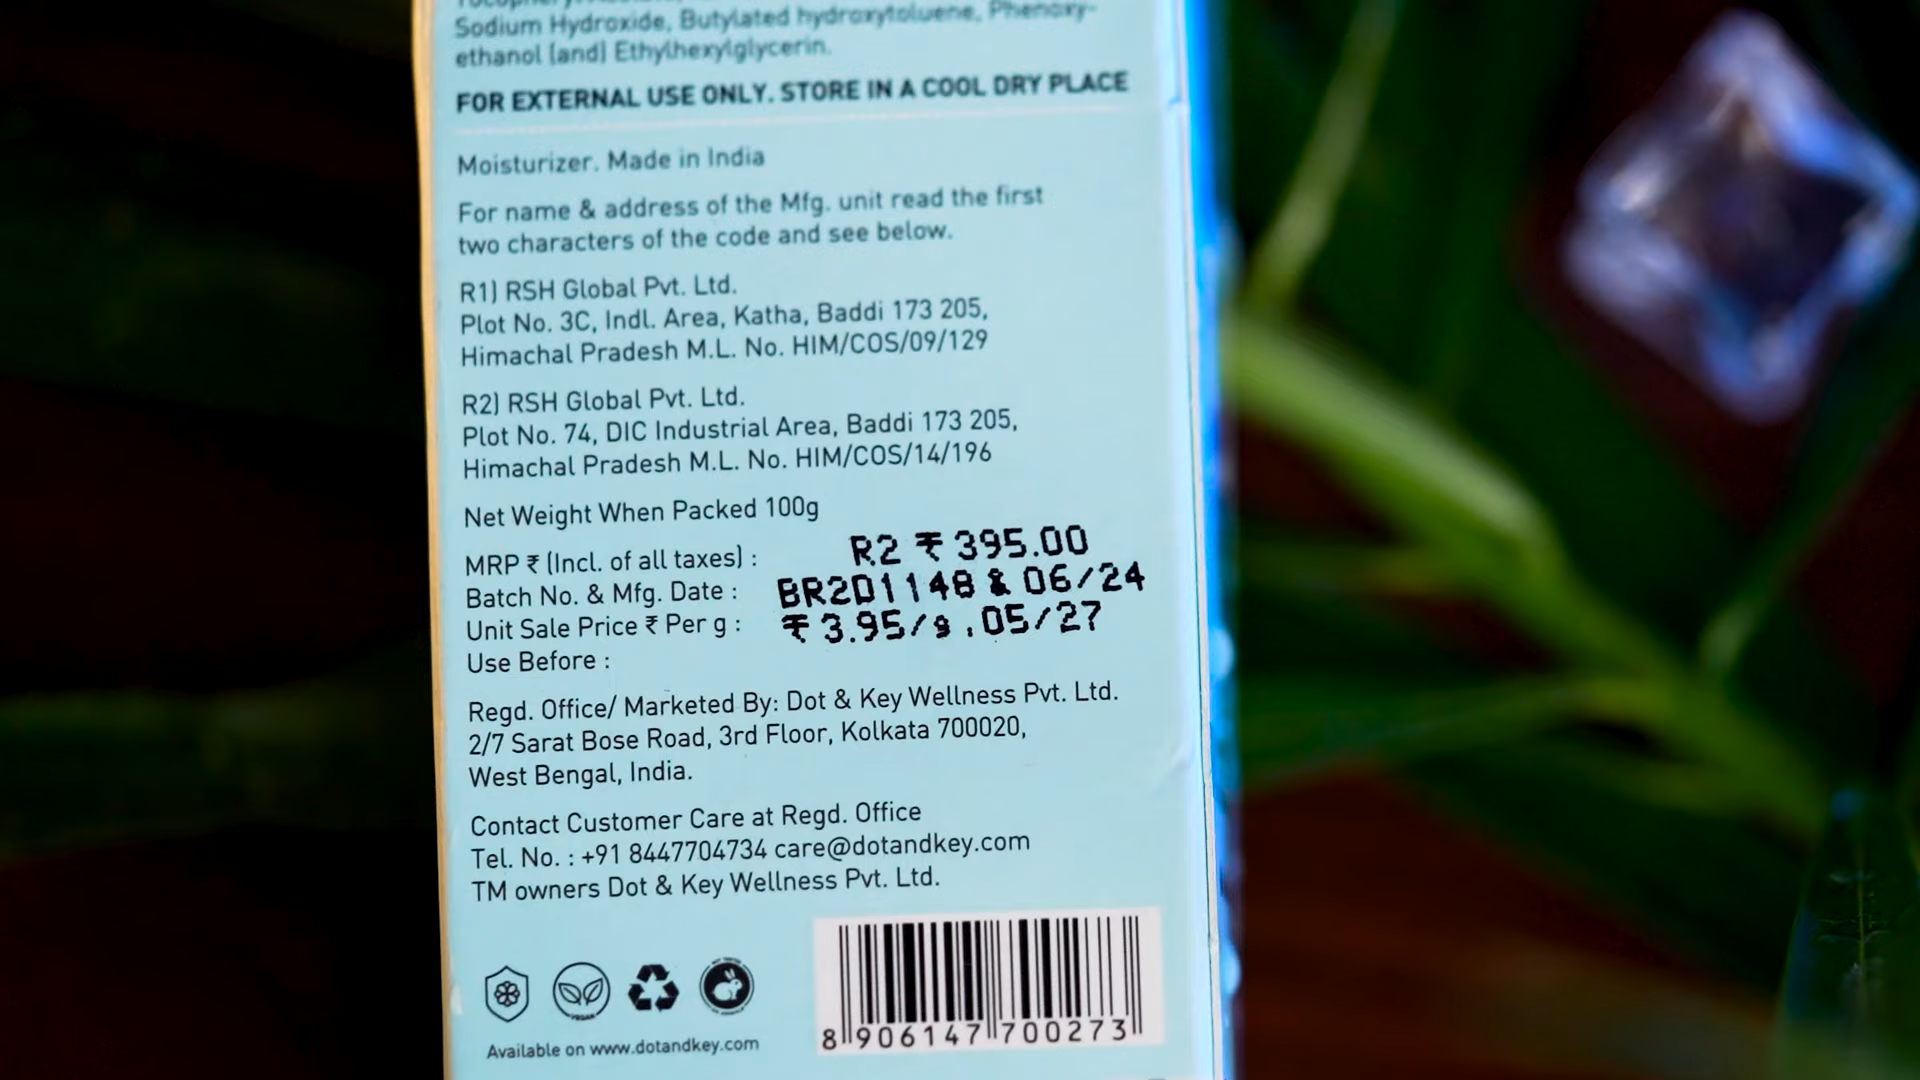 Sodium Hydroxide, Butylated hydroxytoluene, Phenoxy-
ethanol (and) Ethylhexylglycerin.
FOR EXTERNAL USE ONLY. STORE IN A COOL DRY PLACE
Moisturizer. Made in India
For name & address of the Mfg. unit read the first
two characters of the code and see below.
R1) RSH Global Pvt. Ltd.
Plot No. 3C, Indl. Area, Katha, Baddi 173 205,
Himachal Pradesh M.L. No. HIM/COS/09/129
R2) RSH Global Pvt. Ltd.
Plot No. 74, DIC Industrial Area, Baddi 173 205,
Himachal Pradesh M.L. No. HIM/COS/14/196
Net Weight When Packed 100g
MRP ₹ (Incl. of all taxes) : R2 ₹ 395.00
Batch No. & Mfg. Date : BR2D1148 & 06/24
Unit Sale Price ₹ Per g : ₹ 3.95/g . 05/27
Use Before :
Regd. Office/ Marketed By: Dot & Key Wellness Pvt. Ltd.
2/7 Sarat Bose Road, 3rd Floor, Kolkata 700020,
West Bengal, India.
Contact Customer Care at Regd. Office
Tel. No. : +91 8447704734 care@dotandkey.com
TM owners Dot & Key Wellness Pvt. Ltd.
VEGAN
Available on www.dotandkey.com
8 906147 700273